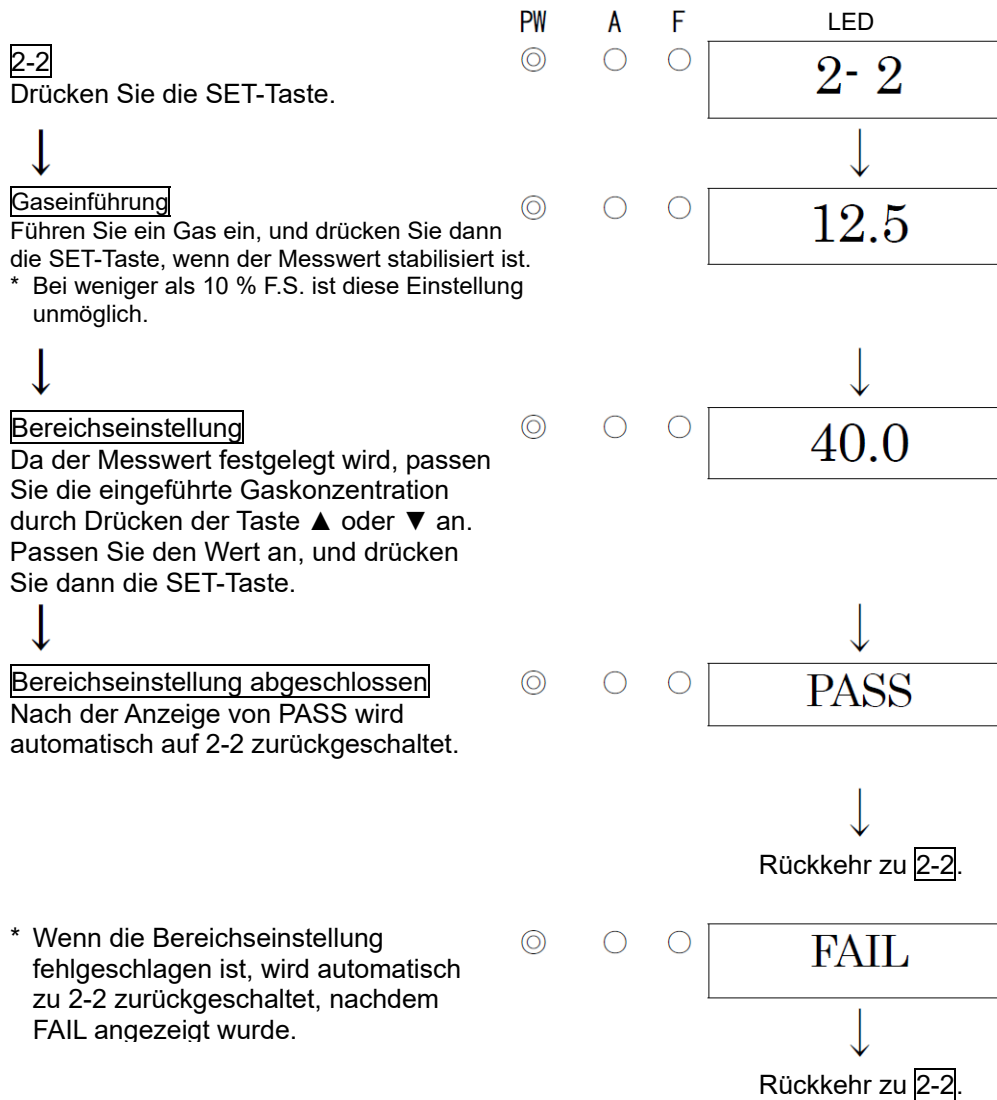 PW A F LED
2-2
Drücken Sie die SET-Taste.
2- 2
Gaseinführung
Führen Sie ein Gas ein, und drücken Sie dann
die SET-Taste, wenn der Messwert stabilisiert ist.
* Bei weniger als 10 % F.S. ist diese Einstellung
unmöglich.
12.5
Bereichseinstellung
Da der Messwert festgelegt wird, passen
Sie die eingeführte Gaskonzentration
durch Drücken der Taste ▲ oder ▼ an.
Passen Sie den Wert an, und drücken
Sie dann die SET-Taste.
40.0
Bereichseinstellung abgeschlossen
Nach der Anzeige von PASS wird
automatisch auf 2-2 zurückgeschaltet.
PASS
Rückkehr zu 2-2.
* Wenn die Bereichseinstellung
fehlgeschlagen ist, wird automatisch
zu 2-2 zurückgeschaltet, nachdem
FAIL angezeigt wurde.
FAIL
Rückkehr zu 2-2.